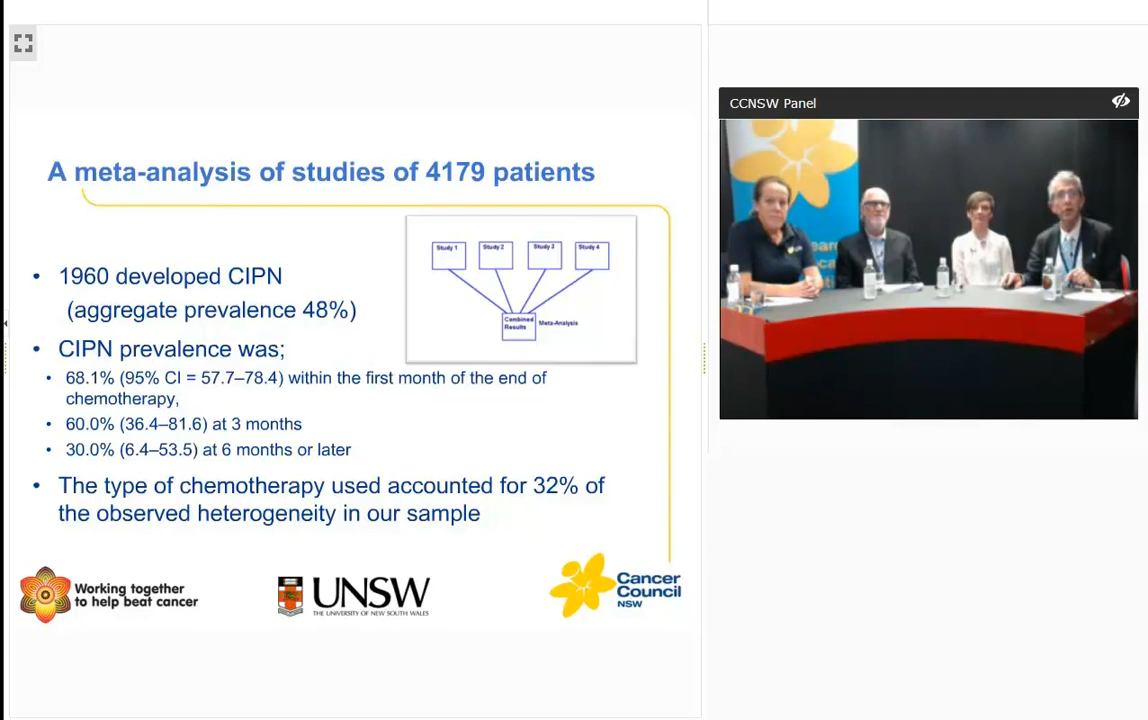 CCNSW Panel
A meta-analysis of studies of 4179 patients
Study 1
Study 2
Study 3
Study 4
Combined
Results
Meta-Analysis
• 1960 developed CIPN
(aggregate prevalence 48%)
• CIPN prevalence was;
• 68.1% (95% CI = 57.7–78.4) within the first month of the end of
chemotherapy,
• 60.0% (36.4–81.6) at 3 months
• 30.0% (6.4–53.5) at 6 months or later
• The type of chemotherapy used accounted for 32% of
the observed heterogeneity in our sample
Working together
to help beat cancer
UNSW
THE UNIVERSITY OF NEW SOUTH WALES
Cancer
Council
NSW